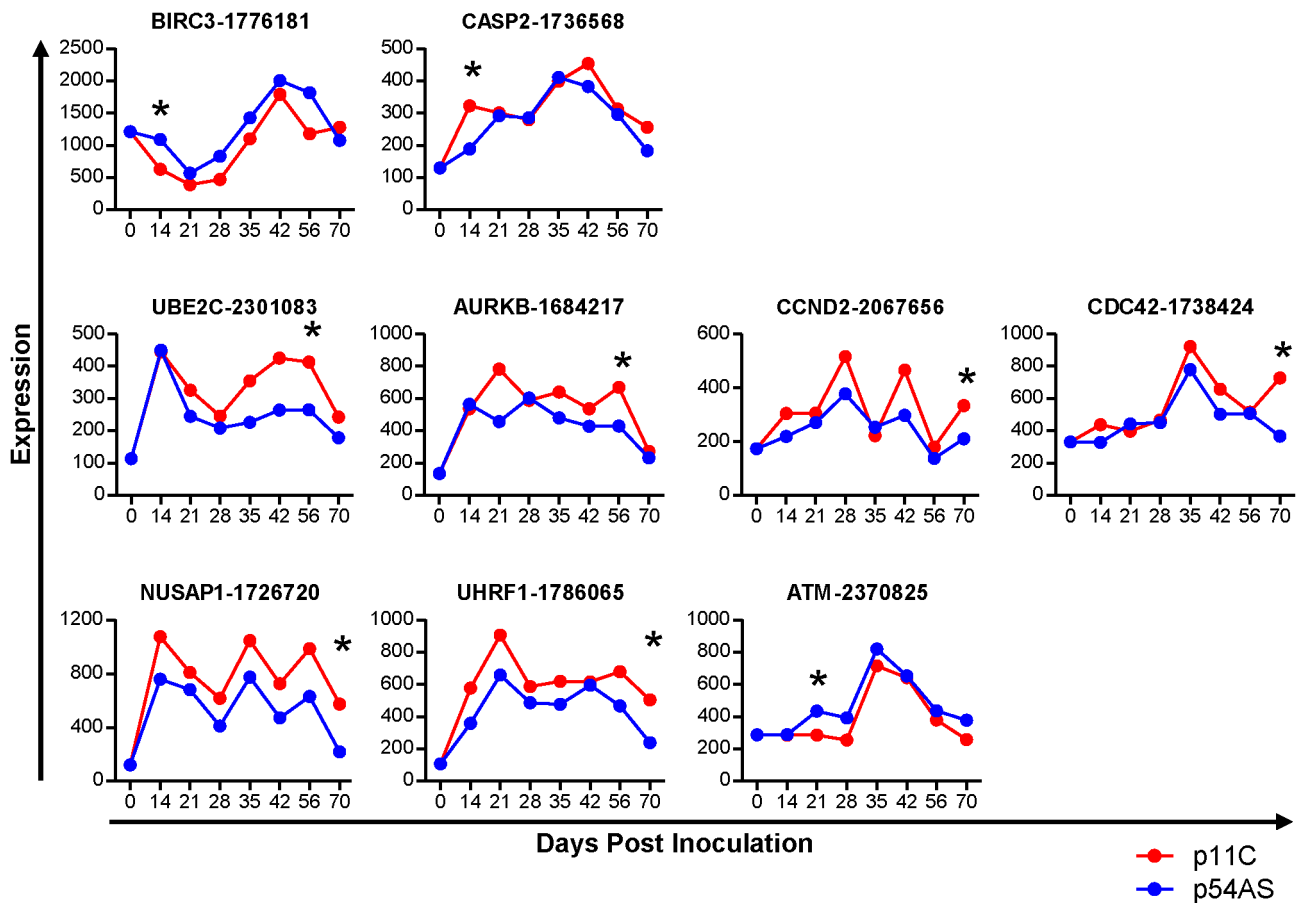 BIRC3-1776181
CASP2-1736568
2500
2000
1500
1000
500
0
0 14 21 28 35 42 56 70
*
500
400
300
200
100
0
0 14 21 28 35 42 56 70
*
UBE2C-2301083
AURKB-1684217
CCND2-2067656
CDC42-1738424
500
400
300
200
100
0
0 14 21 28 35 42 56 70
*
1000
800
600
400
200
0
0 14 21 28 35 42 56 70
*
600
400
200
0
0 14 21 28 35 42 56 70
*
1000
800
600
400
200
0
0 14 21 28 35 42 56 70
*
NUSAP1-1726720
UHRF1-1786065
ATM-2370825
1200
800
400
0
0 14 21 28 35 42 56 70
*
1000
800
600
400
200
0
0 14 21 28 35 42 56 70
*
1000
800
600
400
200
0
0 14 21 28 35 42 56 70
*
Expression
Days Post Inoculation
p11C
p54AS